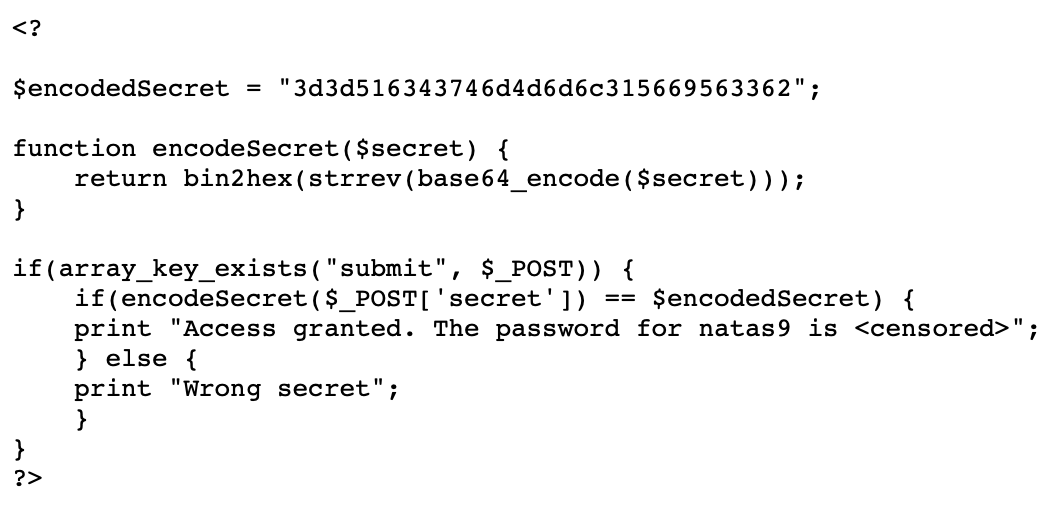 <?
$encodedSecret = "3d3d516343746d4d6d6c315669563362";
function encodeSecret($secret) {
    return bin2hex(strrev(base64_encode($secret)));
}
if(array_key_exists("submit", $_POST)) {
    if(encodeSecret($_POST['secret']) == $encodedSecret) {
    print "Access granted. The password for natas9 is <censored>";
    } else {
    print "Wrong secret";
    }
}
?>